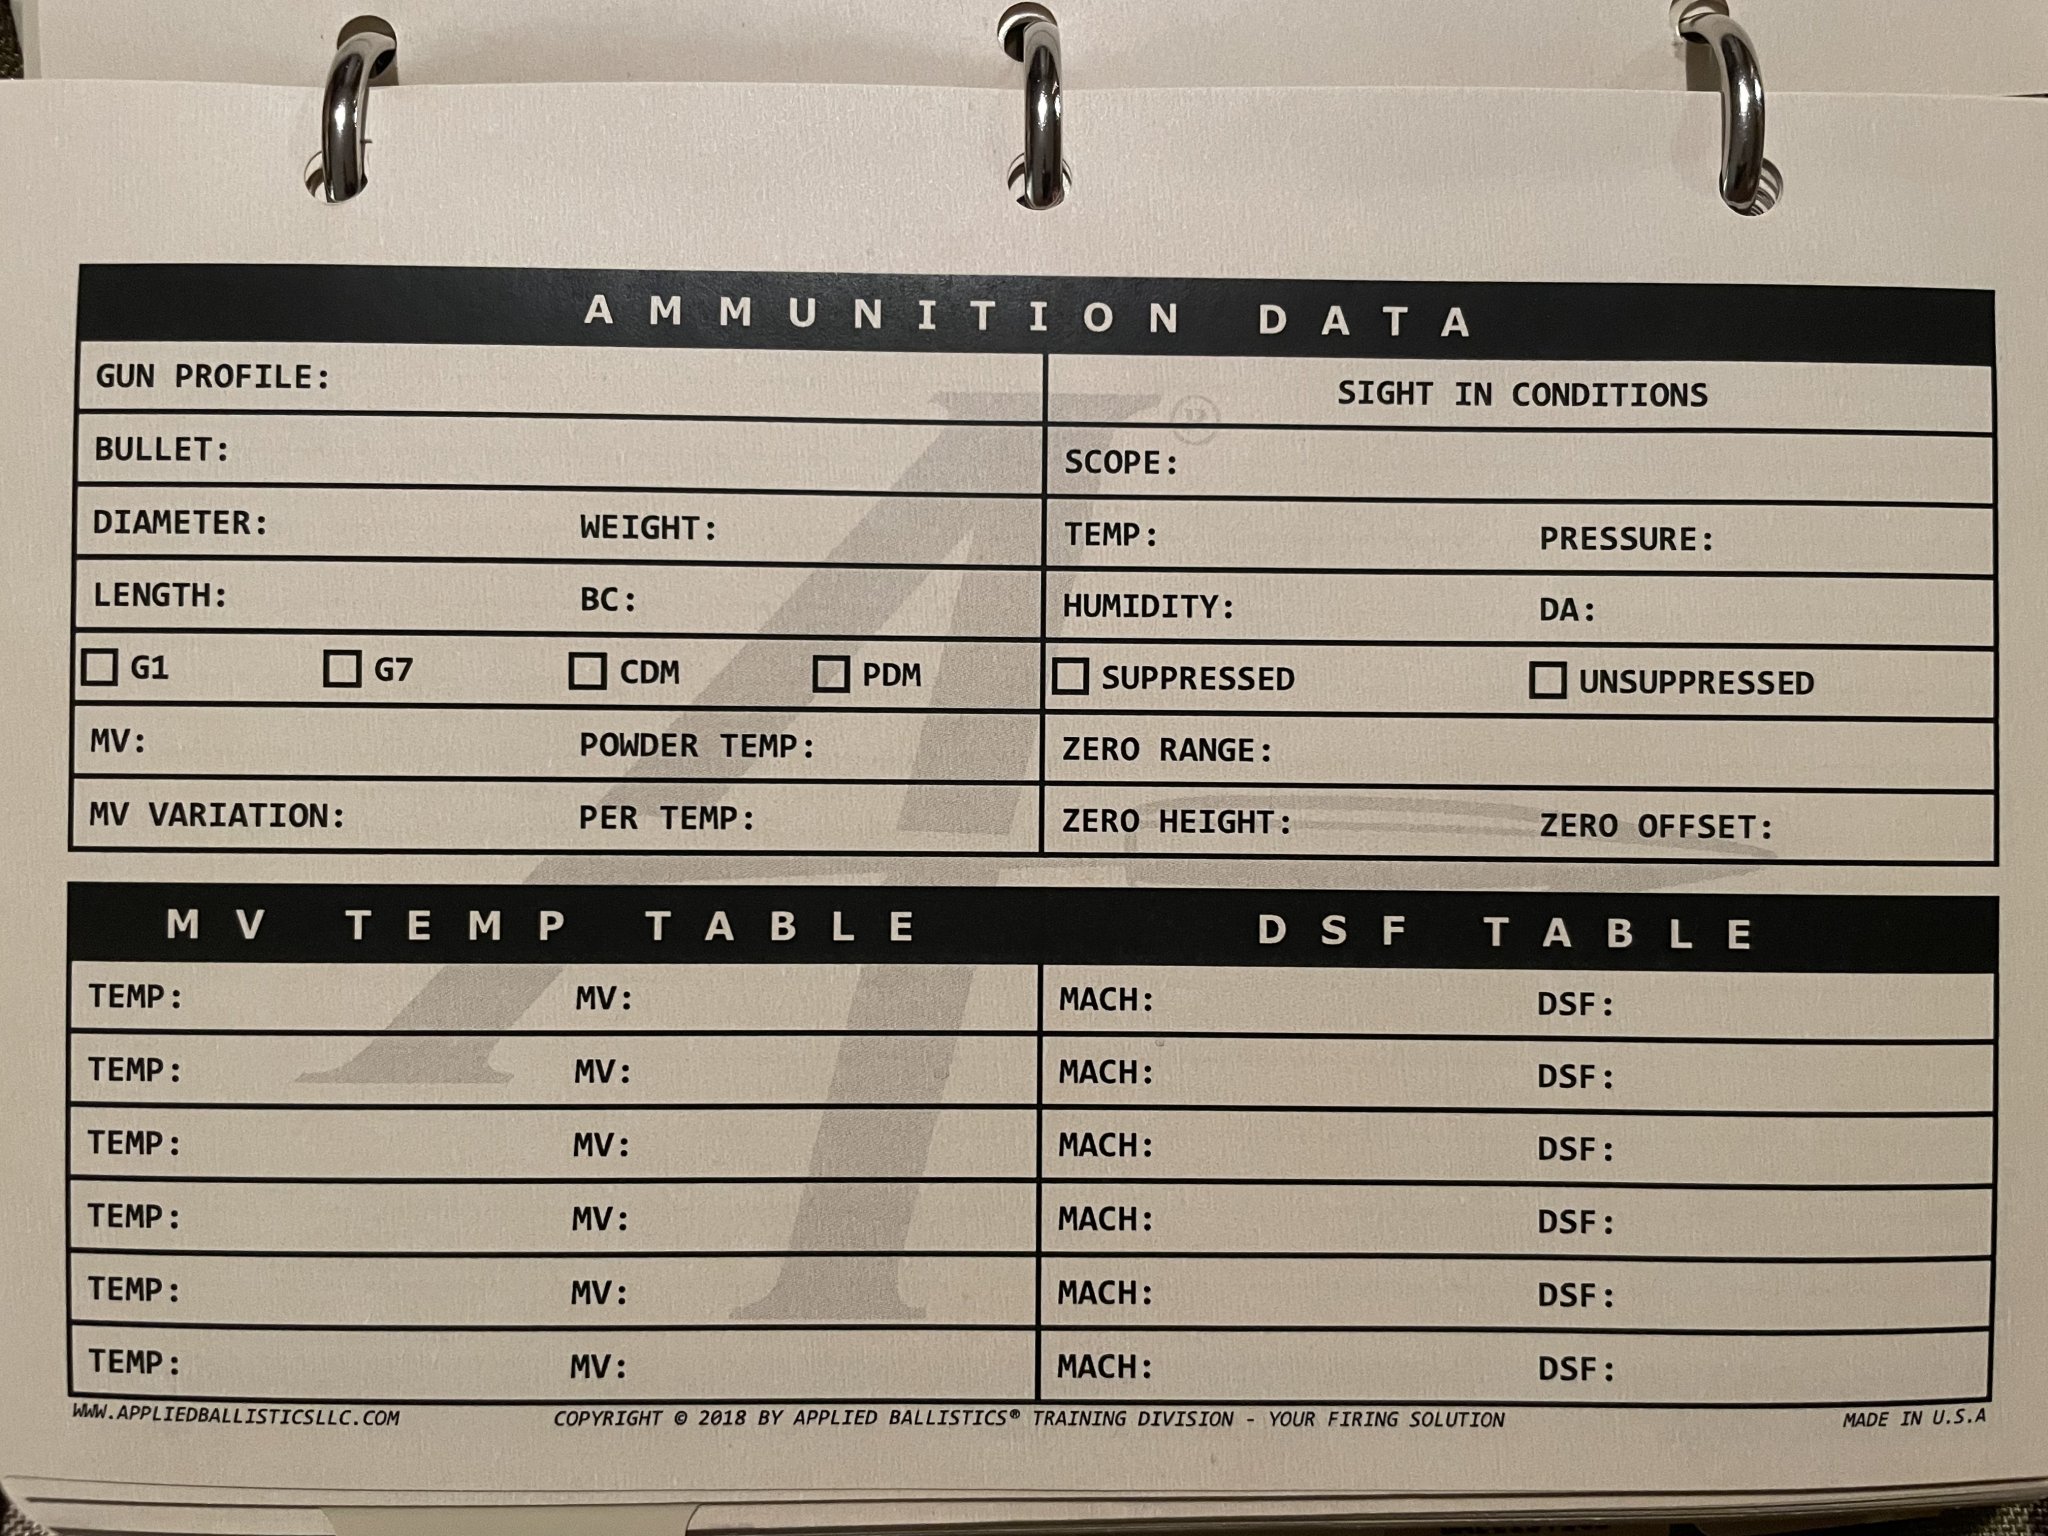 AMMUNITION DATA
GUN PROFILE:
SIGHT IN CONDITIONS
BULLET:
SCOPE:
DIAMETER: WEIGHT:
TEMP: PRESSURE:
LENGTH: BC:
HUMIDITY: DA:
G1 G7 CDM PDM
SUPPRESSED UNSUPPRESSED
MV: POWDER TEMP:
ZERO RANGE:
MV VARIATION: PER TEMP:
ZERO HEIGHT: ZERO OFFSET:
MV TEMP TABLE
DSF TABLE
TEMP: MV:
MACH: DSF:
TEMP: MV:
MACH: DSF:
TEMP: MV:
MACH: DSF:
TEMP: MV:
MACH: DSF:
TEMP: MV:
MACH: DSF:
TEMP: MV:
MACH: DSF:
WWW.APPLIEDBALLISTICSLLC.COM
COPYRIGHT © 2018 BY APPLIED BALLISTICS® TRAINING DIVISION - YOUR FIRING SOLUTION
MADE IN U.S.A